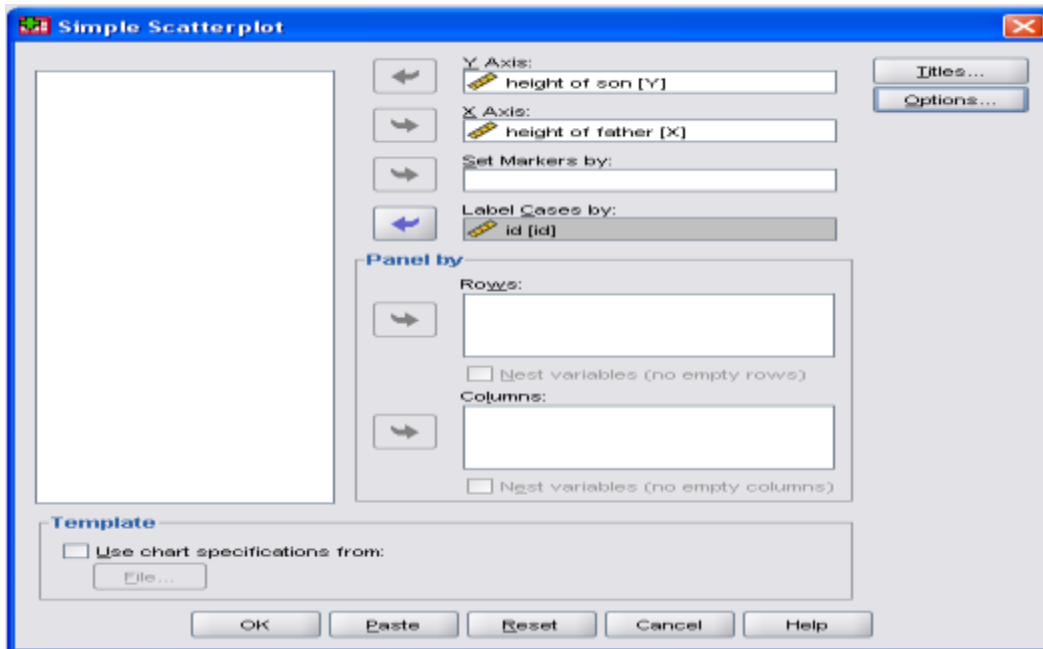 Simple Scatterplot
Y Axis:
height of son [Y]
X Axis:
height of father [X]
Set Markers by:
Label Cases by:
id [id]
Titles...
Options...
Panel by
Rows:
Nest variables (no empty rows)
Columns:
Nest variables (no empty columns)
Template
Use chart specifications from:
File...
OK Paste Reset Cancel Help